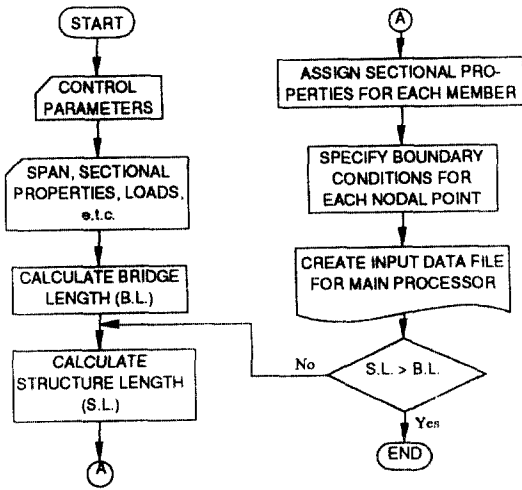 START
CONTROL
PARAMETERS
SPAN, SECTIONAL
PROPERTIES, LOADS,
e.t.c.
CALCULATE BRIDGE
LENGTH (B.L.)
CALCULATE
STRUCTURE LENGTH
(S.L.)
A
A
ASSIGN SECTIONAL PRO-
PERTIES FOR EACH MEMBER
SPECIFY BOUNDARY
CONDITIONS FOR
EACH NODAL POINT
CREATE INPUT DATA FILE
FOR MAIN PROCESSOR
No
S.L. > B.L.
Yes
END